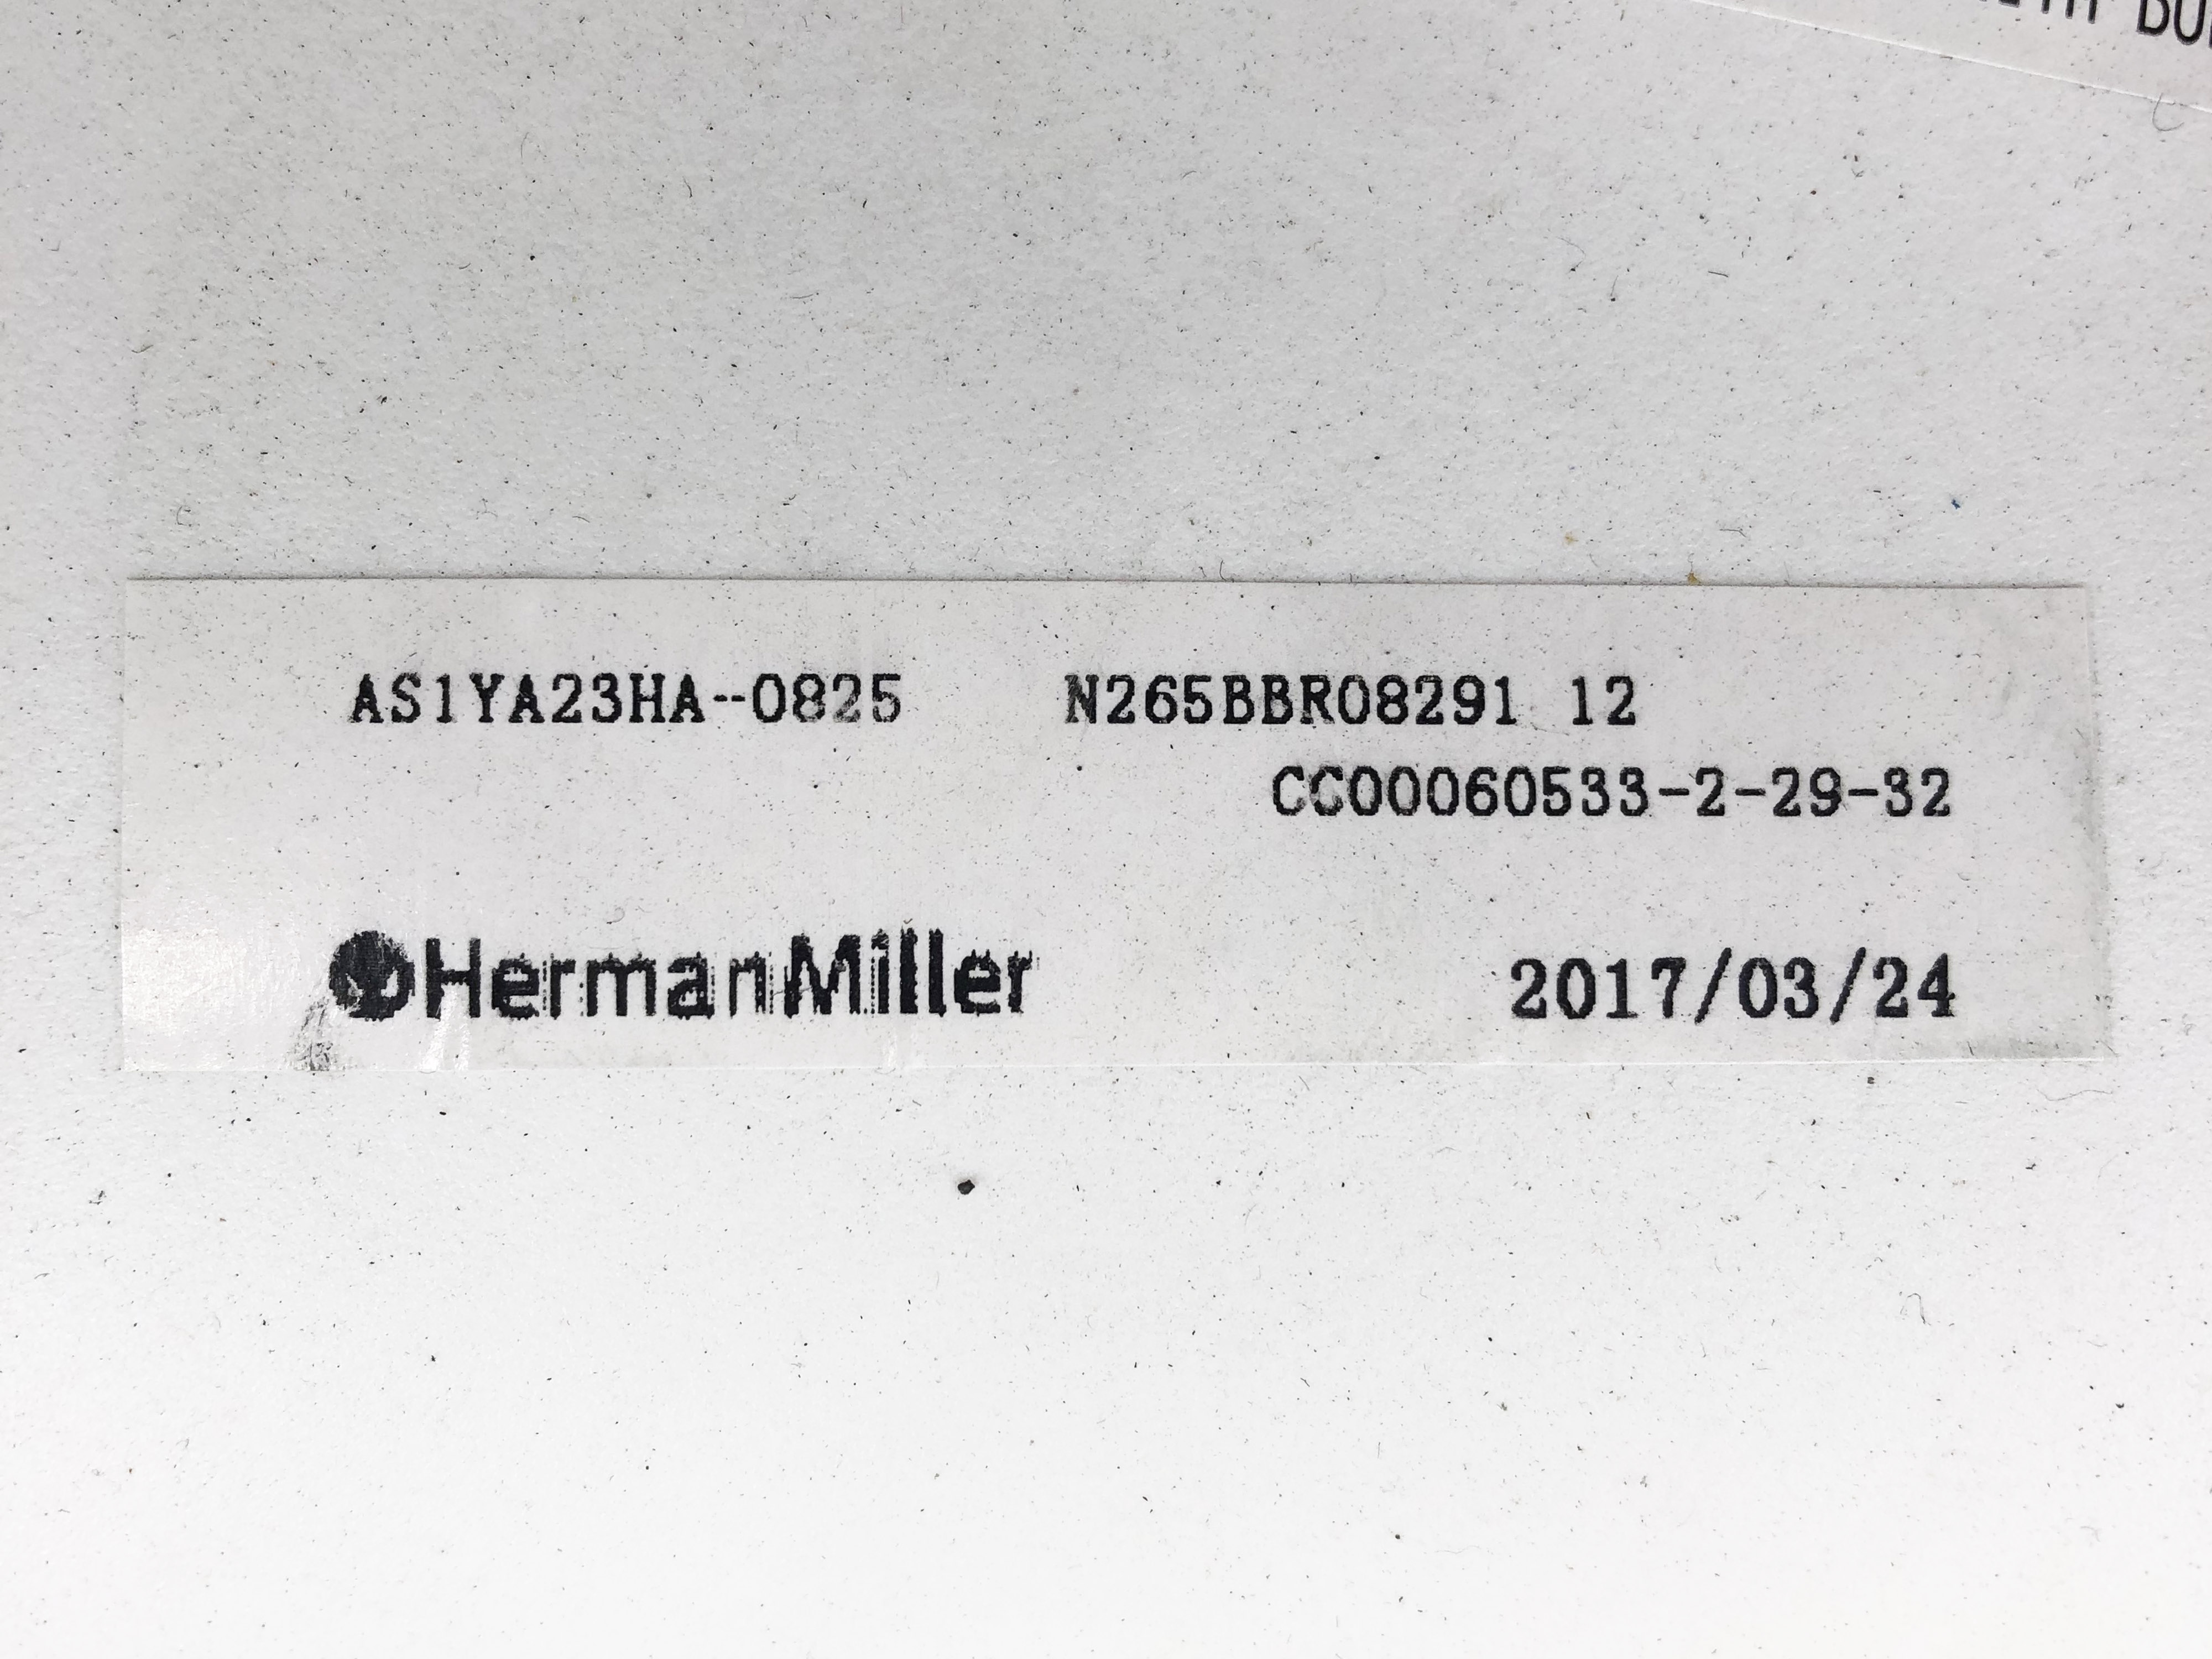 AS1YA23HA--0825 N265BBR08291 12
CC00060533-2-29-32
HermanMiller 2017/03/24